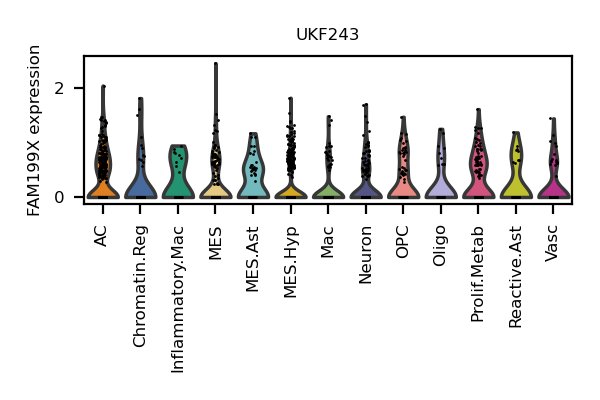 UKF243
FAM199X expression
2
0
AC
Chromatin.Reg
Inflammatory.Mac
MES
MES.Ast
MES.Hyp
Mac
Neuron
OPC
Oligo
Prolif.Metab
Reactive.Ast
Vasc